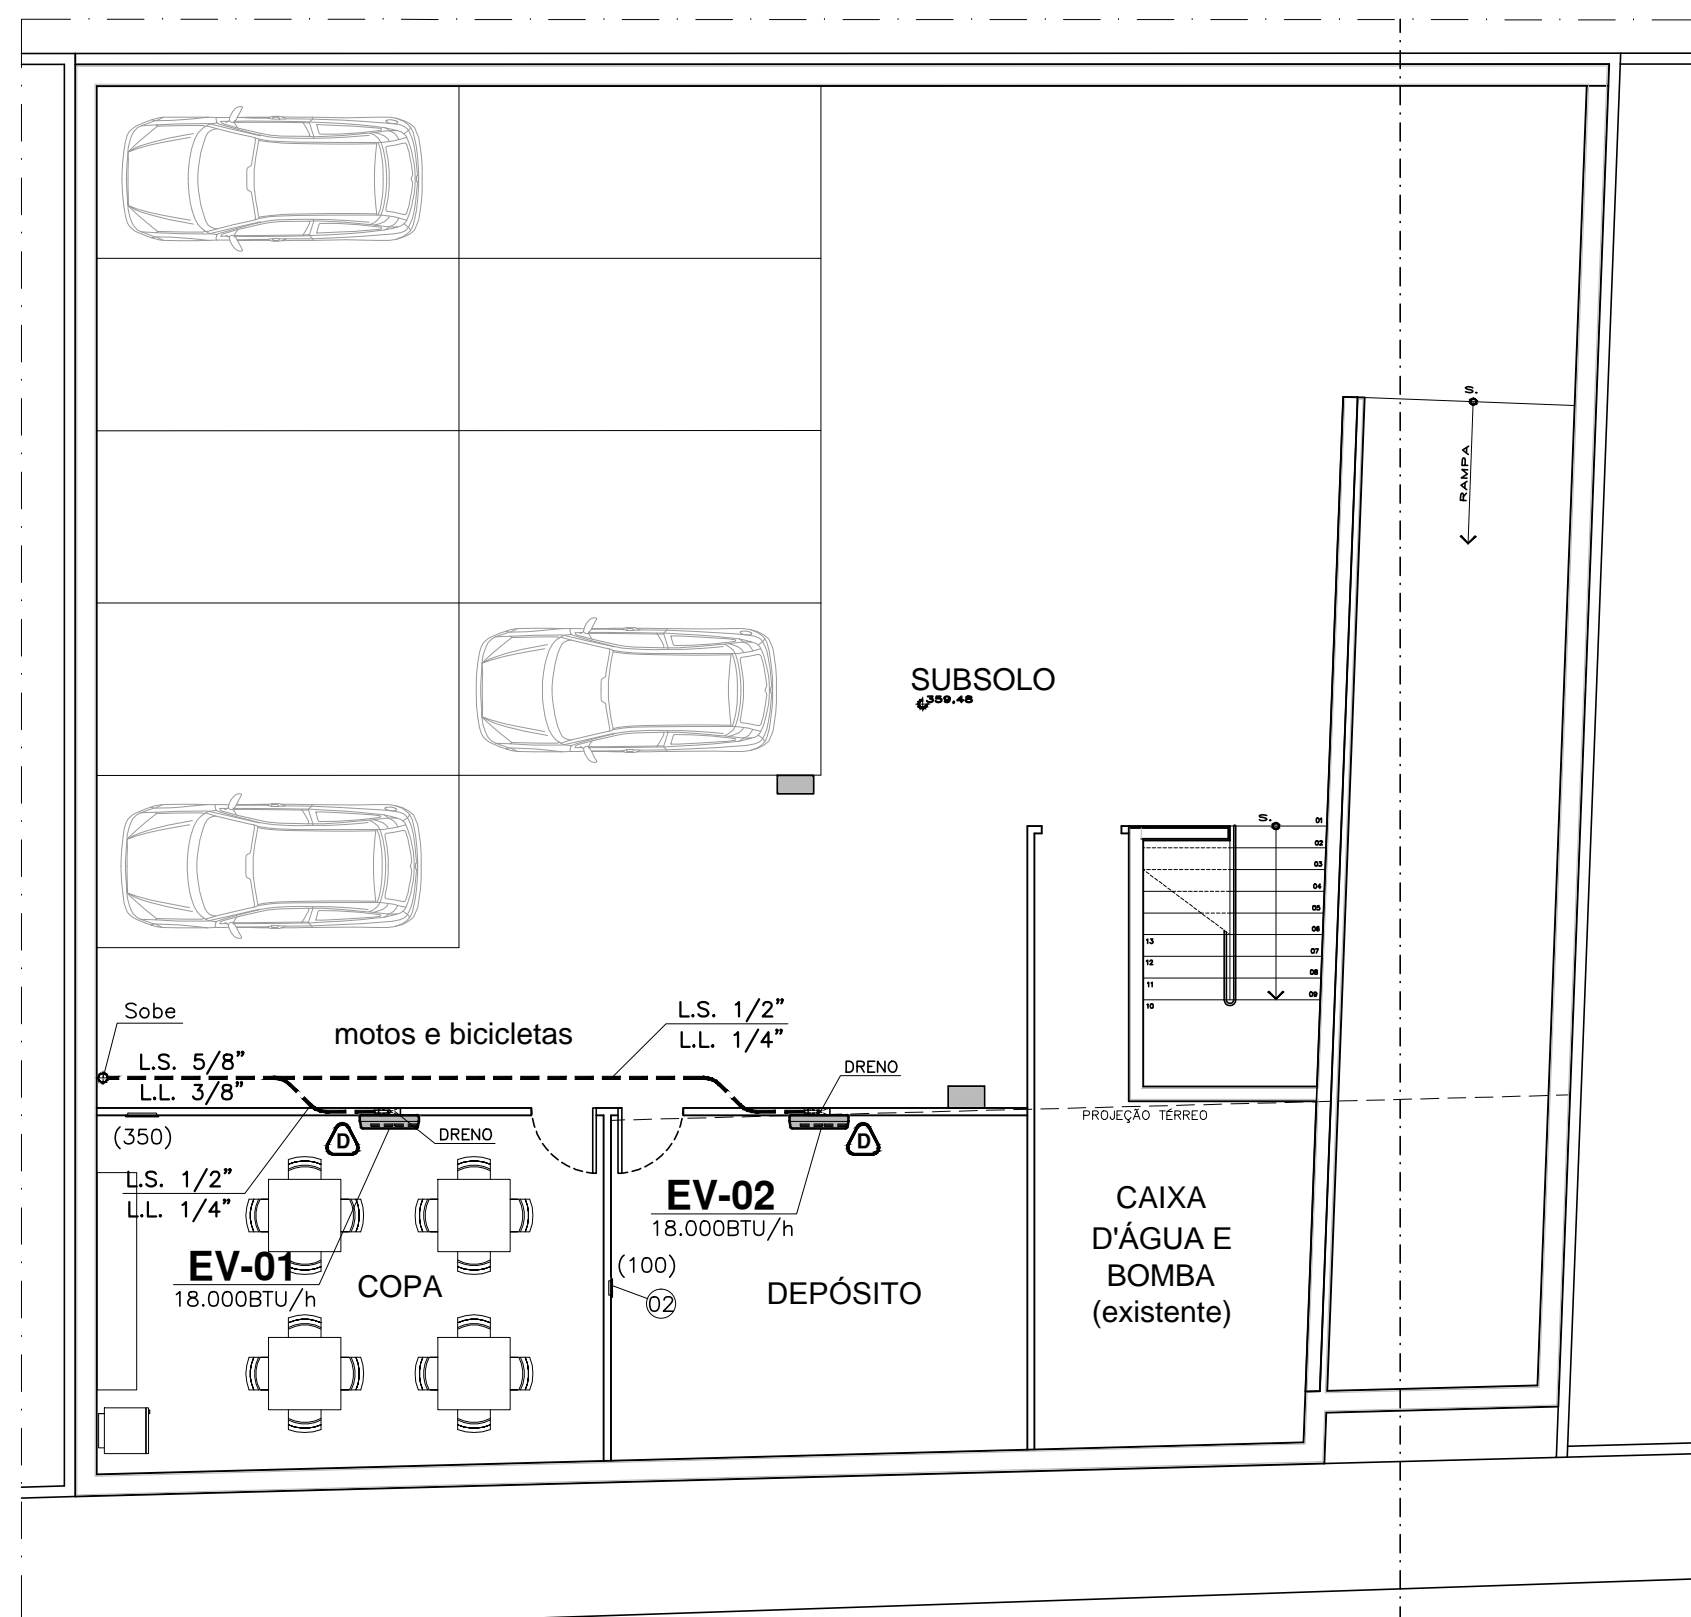 S.
RAMPA
SUBSOLO
359,48
S.
01
02
03
04
05
06
07
08
09
13
12
11
10
Sobe
motos e bicicletas
L.S. 1/2"
L.L. 1/4"
L.S. 5/8"
L.L. 3/8"
DRENO
PROJEÇÃO TÉRREO
(350)
D
DRENO
D
L.S. 1/2"
L.L. 1/4"
EV-02
18.000BTU/h
CAIXA
D'ÁGUA E
BOMBA
(existente)
EV-01
18.000BTU/h
COPA
(100)
02
DEPÓSITO